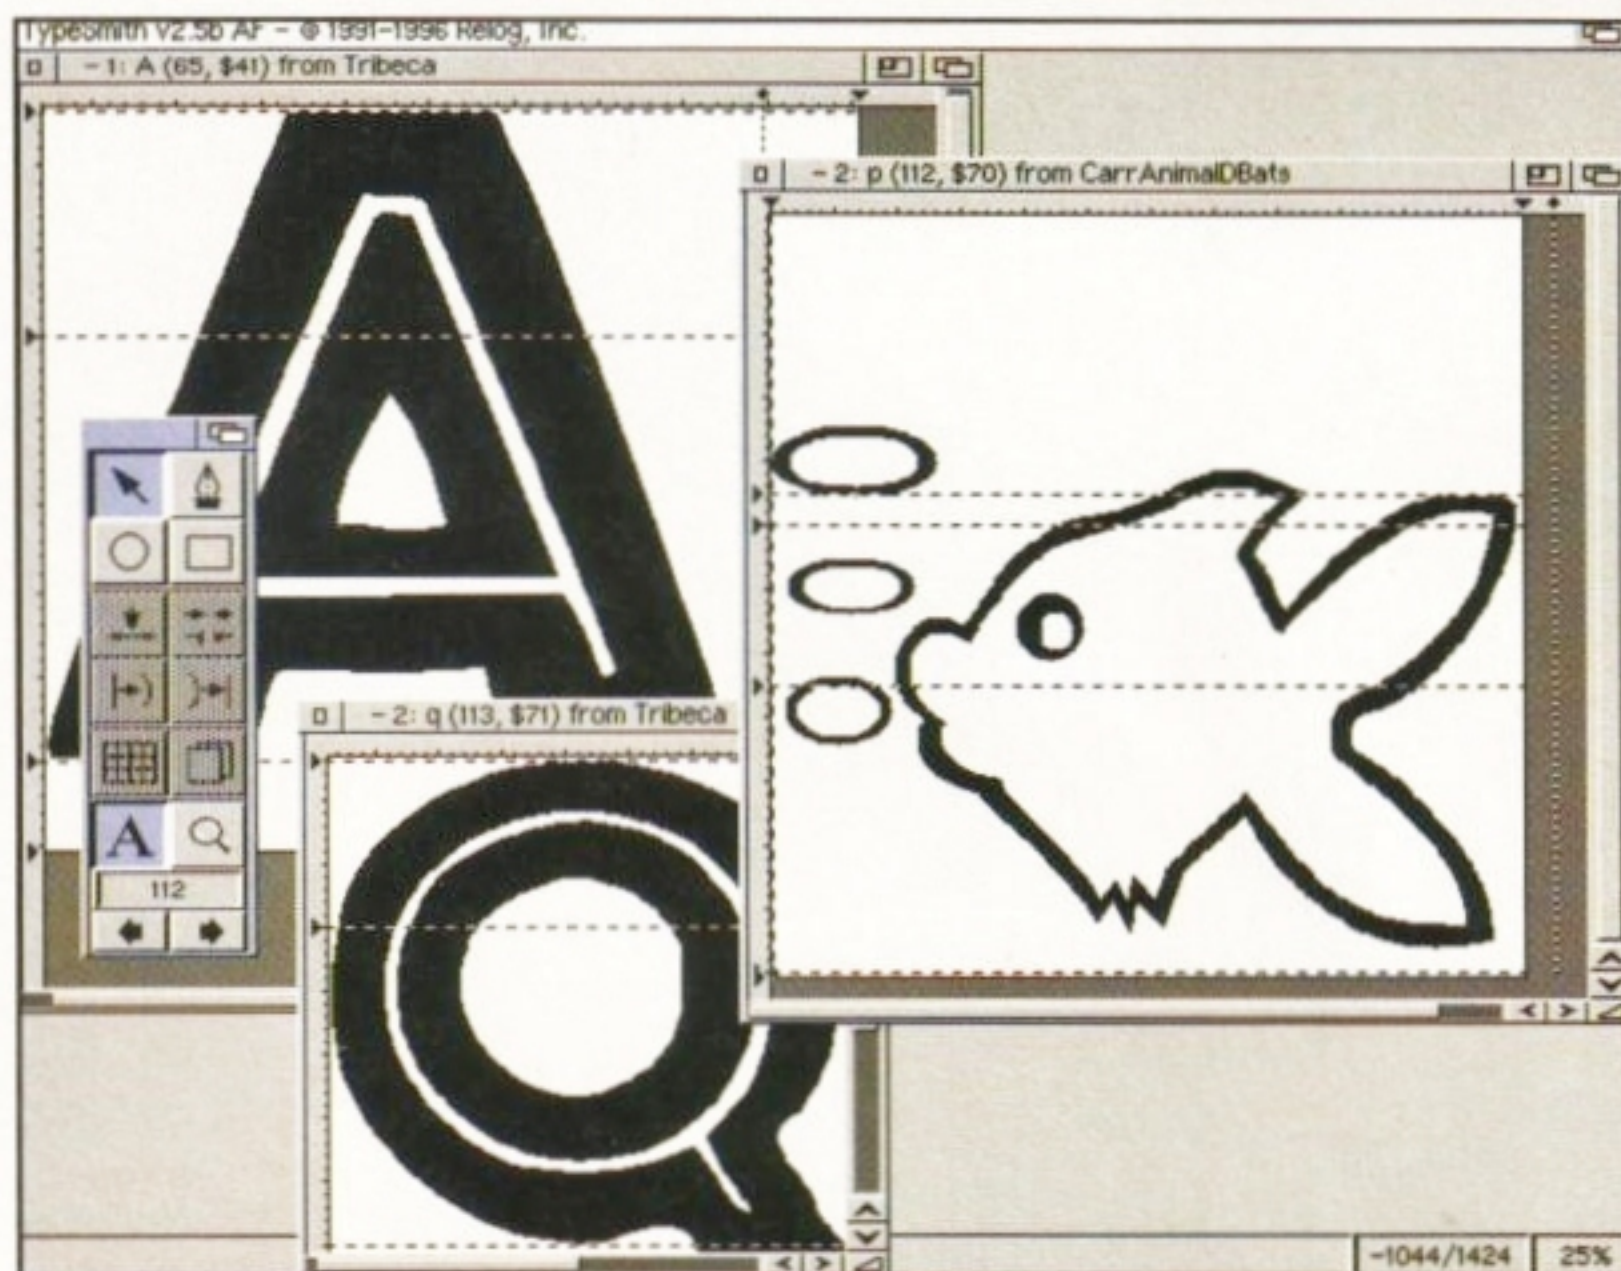 TypeSmith v2.5b AF - © 1991-1996 Relog, Inc.
- 1: A (65, $41) from Tribeca
- 2: p (112, $70) from CarrAnimalDBats
A
A
112
- 2: q (113, $71) from Tribeca
Q
-1044/1424
25%